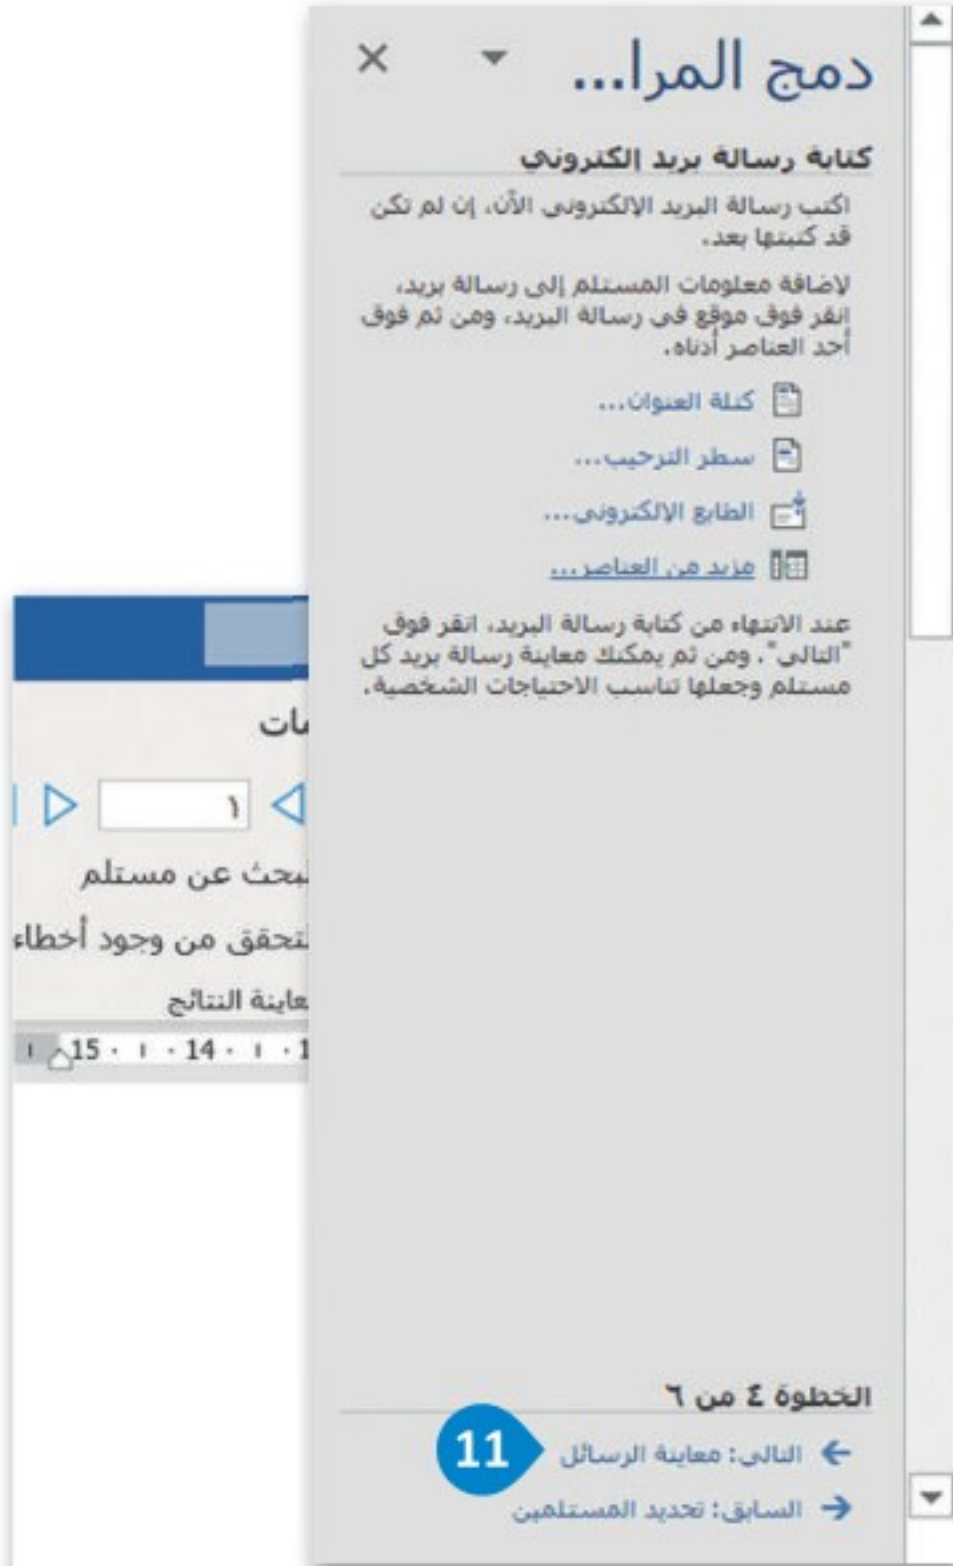 دمج المرا...
كتابة رسالة بريد إلكتروني
اكتب رسالة البريد الإلكتروني الآن، إن لم تكن
قد كتبتها بعد.
لإضافة معلومات المستلم إلى رسالة بريد،
انقر فوق موقع في رسالة البريد، ومن ثم فوق
أحد العناصر أدناه.
كتلة العنوان...
سطر الترحيب...
الطابع الإلكتروني...
مزيد من العناصر...
عند الانتهاء من كتابة رسالة البريد، انقر فوق
"التالي". ومن ثم يمكنك معاينة رسالة بريد كل
مستلم وجعلها تناسب الاحتياجات الشخصية.
الخطوة ٤ من ٦
التالي: معاينة الرسائل
11
السابق: تحديد المستلمين
١
عن مستلم
من وجود أخطاء
النتائج
15 · ı · 14 · ı · 1